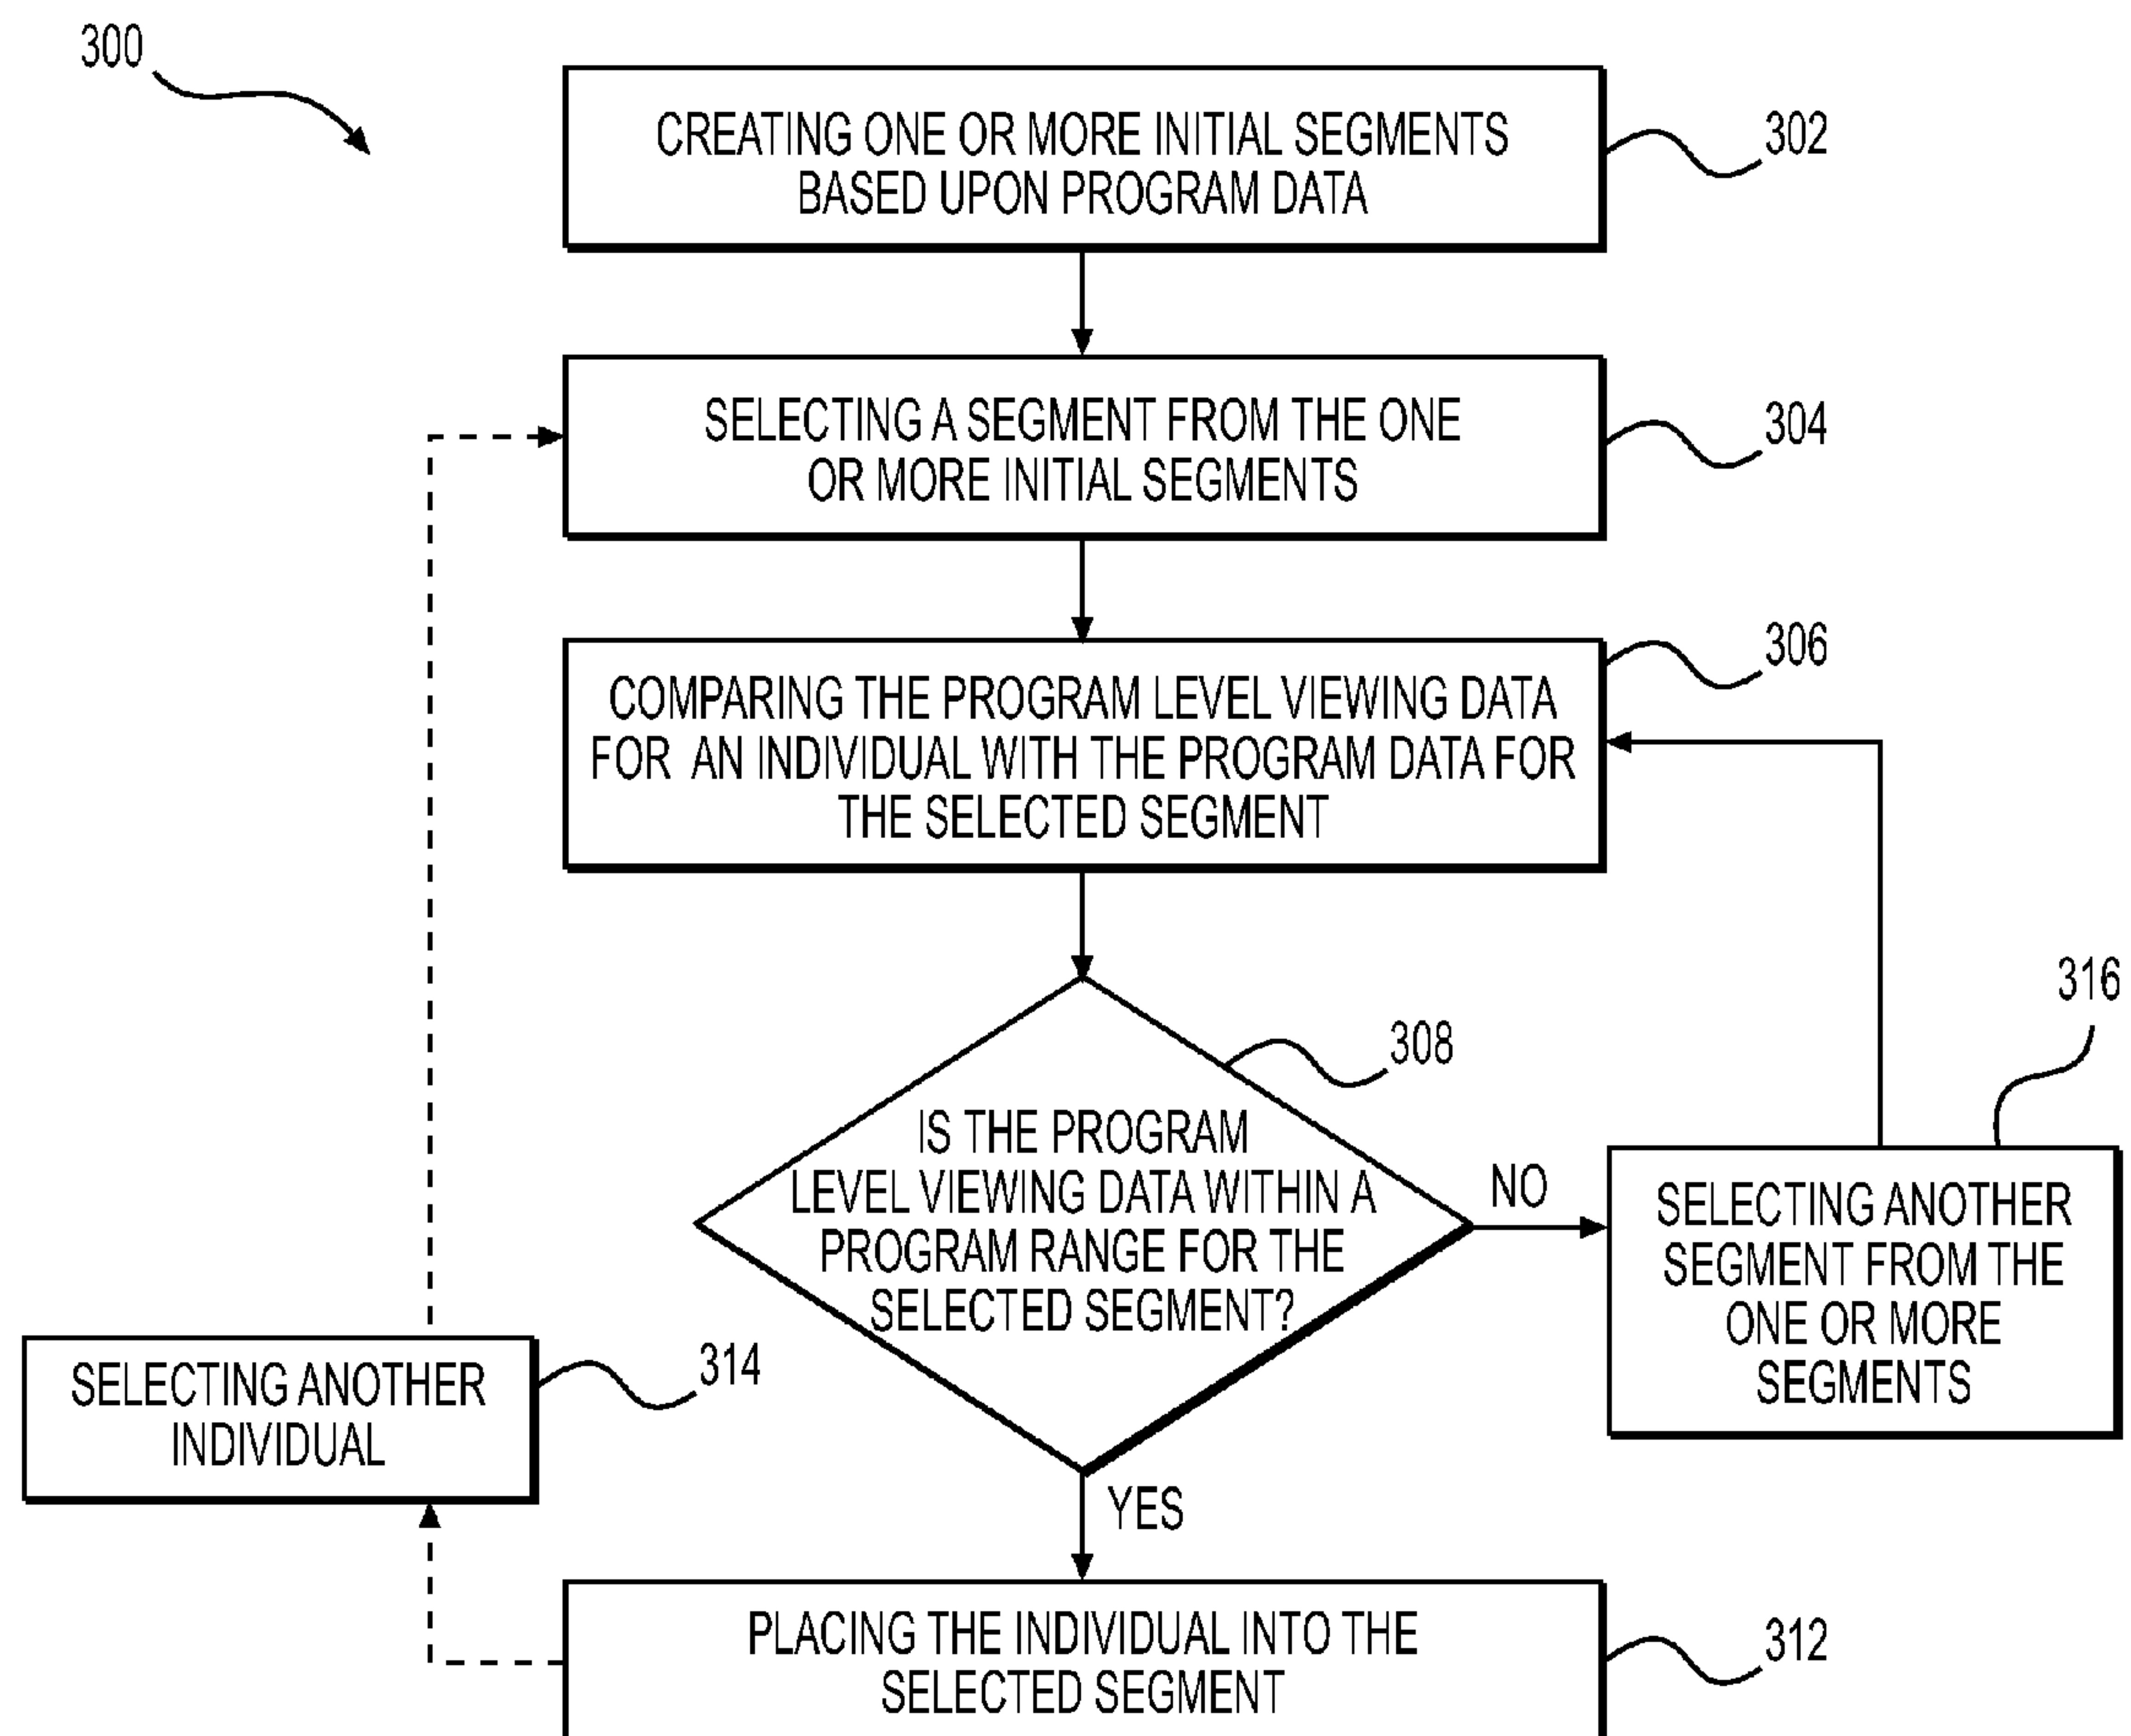 300
CREATING ONE OR MORE INITIAL SEGMENTS
BASED UPON PROGRAM DATA
302
SELECTING A SEGMENT FROM THE ONE
OR MORE INITIAL SEGMENTS
304
306
COMPARING THE PROGRAM LEVEL VIEWING DATA
FOR AN INDIVIDUAL WITH THE PROGRAM DATA FOR
THE SELECTED SEGMENT
316
308
IS THE PROGRAM
LEVEL VIEWING DATA WITHIN A
PROGRAM RANGE FOR THE
SELECTED SEGMENT?
NO
SELECTING ANOTHER
SEGMENT FROM THE
ONE OR MORE
SEGMENTS
314
SELECTING ANOTHER
INDIVIDUAL
YES
PLACING THE INDIVIDUAL INTO THE
SELECTED SEGMENT
312